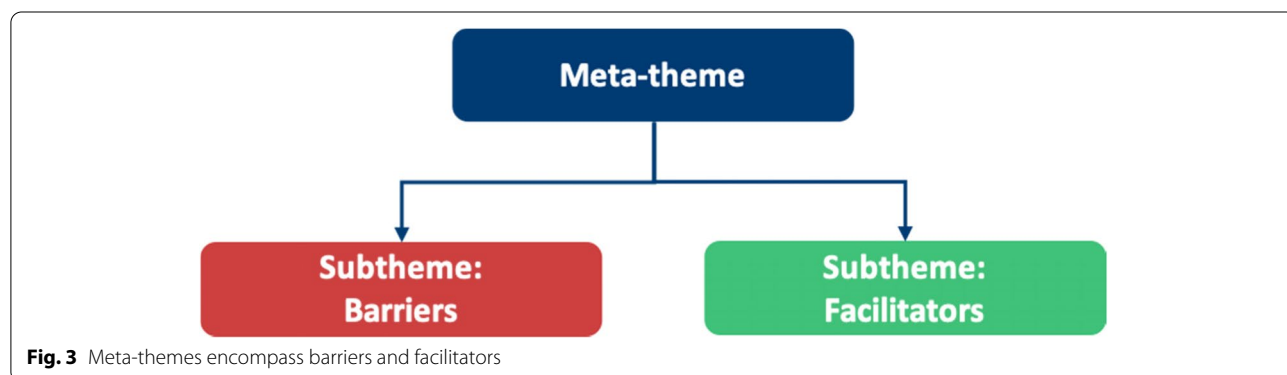 Meta-theme
Subtheme:
Barriers
Subtheme:
Facilitators
Fig. 3 Meta-themes encompass barriers and facilitators